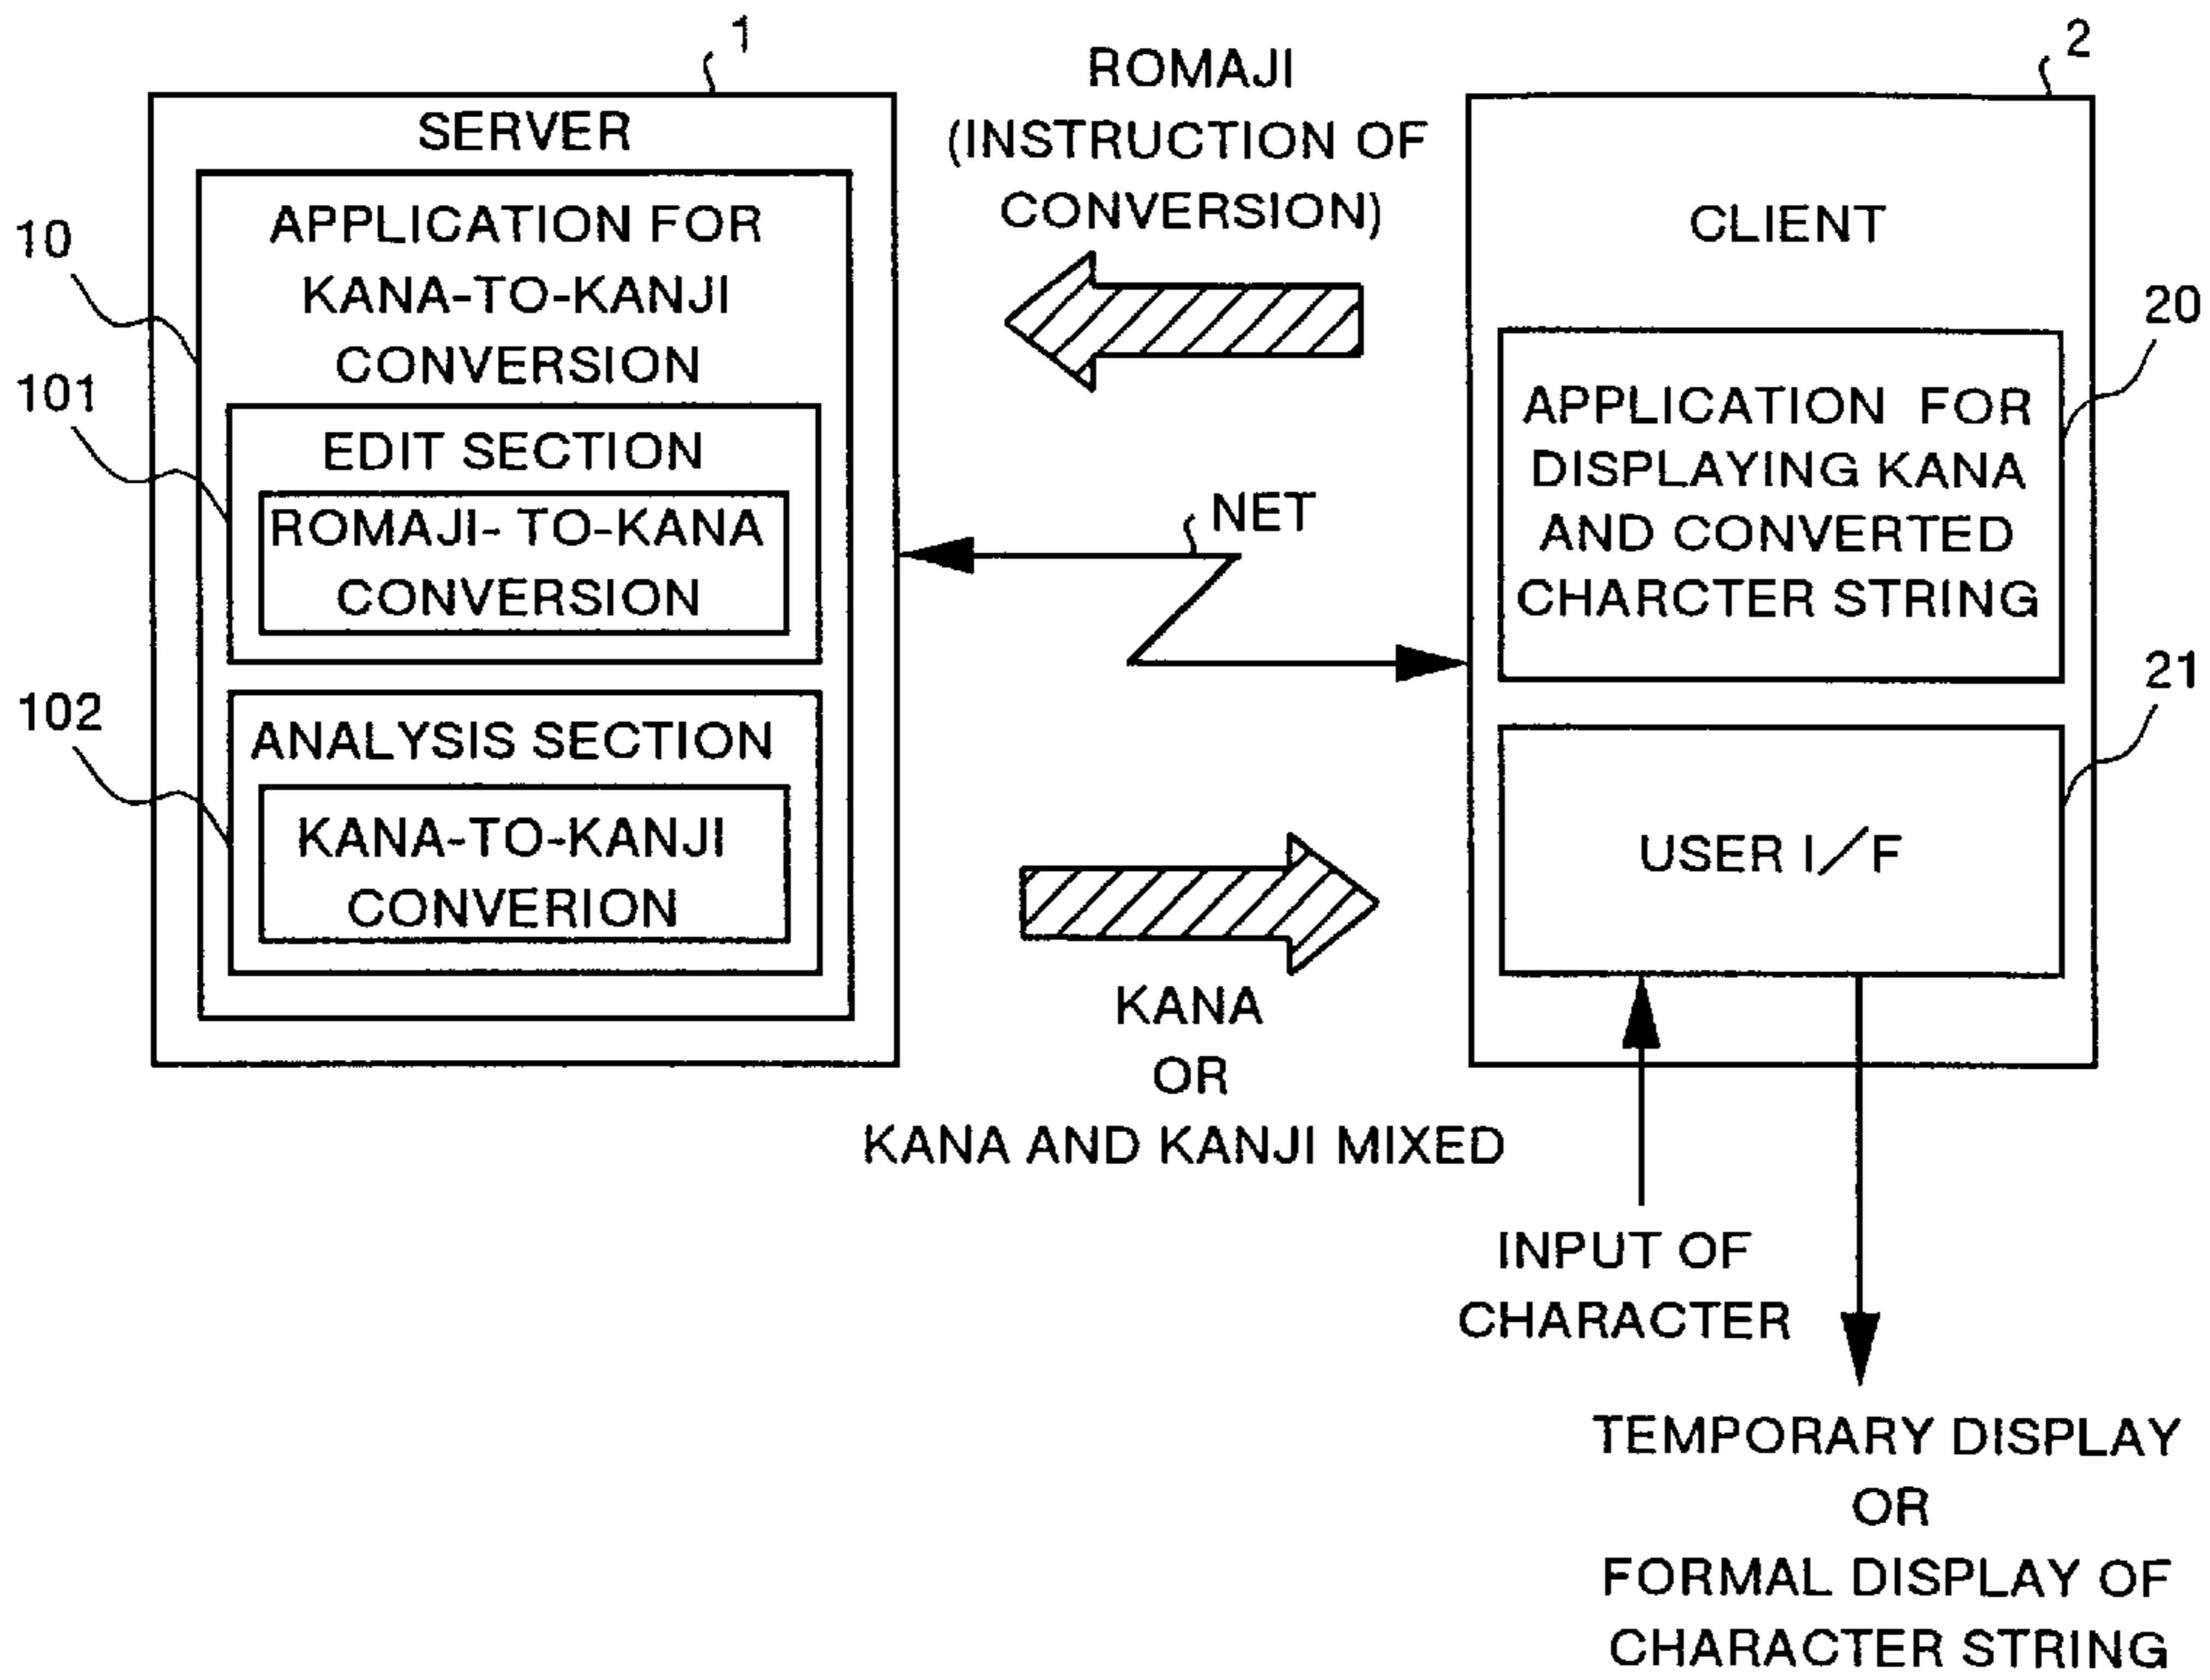 1
SERVER
10
APPLICATION FOR
KANA-TO-KANJI
CONVERSION
101
EDIT SECTION
ROMAJI- TO-KANA
CONVERSION
102
ANALYSIS SECTION
KANA-TO-KANJI
CONVERION
ROMAJI
(INSTRUCTION OF
CONVERSION)
NET
KANA
OR
KANA AND KANJI MIXED
2
CLIENT
20
APPLICATION FOR
DISPLAYING KANA
AND CONVERTED
CHARCTER STRING
21
USER I/F
INPUT OF
CHARACTER
TEMPORARY DISPLAY
OR
FORMAL DISPLAY OF
CHARACTER STRING